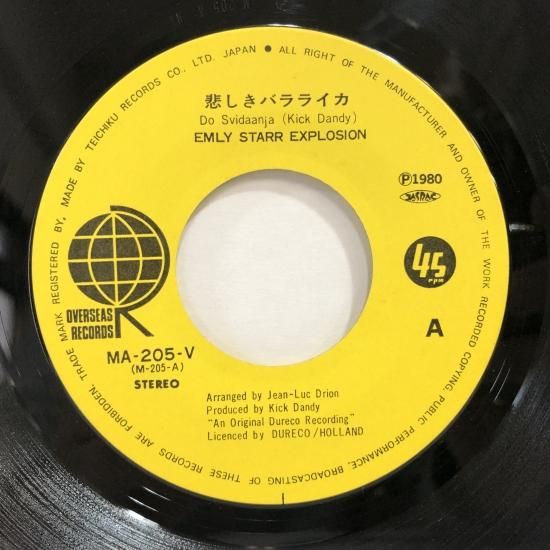 TRADE MARK REGISTERED BY, MADE BY TEICHIKU RECORDS CO., LTD. JAPAN ● ALL RIGHT OF THE MANUFACTURER AND OWNER OF THE WORK RECORDED COPYING, PUBLIC PERFORMANCE, BROADCASTING OF THESE RECORDS ARE FORBIDDEN.
悲しきバラライカ
Do Svidaanja (Kick Dandy)
EMLY STARR EXPLOSION
Ⓟ1980
JASRAC
OVERSEAS
RECORDS
45
rpm
A
MA-205-V
(M-205-A)
STEREO
Arranged by Jean-Luc Drion
Produced by Kick Dandy
"An Original Dureco Recording"
Licenced by DURECO/HOLLAND